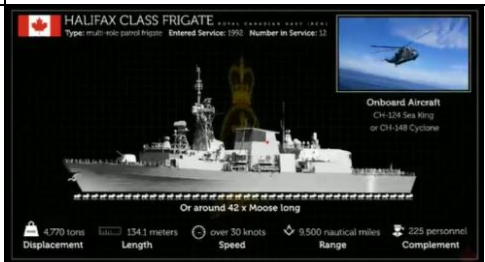 HALIFAX CLASS FRIGATE ROYAL CANADIAN NAVY (RCN)
Type: multi-role patrol frigate Entered Service: 1992 Number in Service: 12
Onboard Aircraft
CH-124 Sea King
or CH-148 Cyclone
Or around 42 x Moose long
4,770 tons
Displacement
134.1 meters
Length
over 30 knots
Speed
9,500 nautical miles
Range
225 personnel
Complement